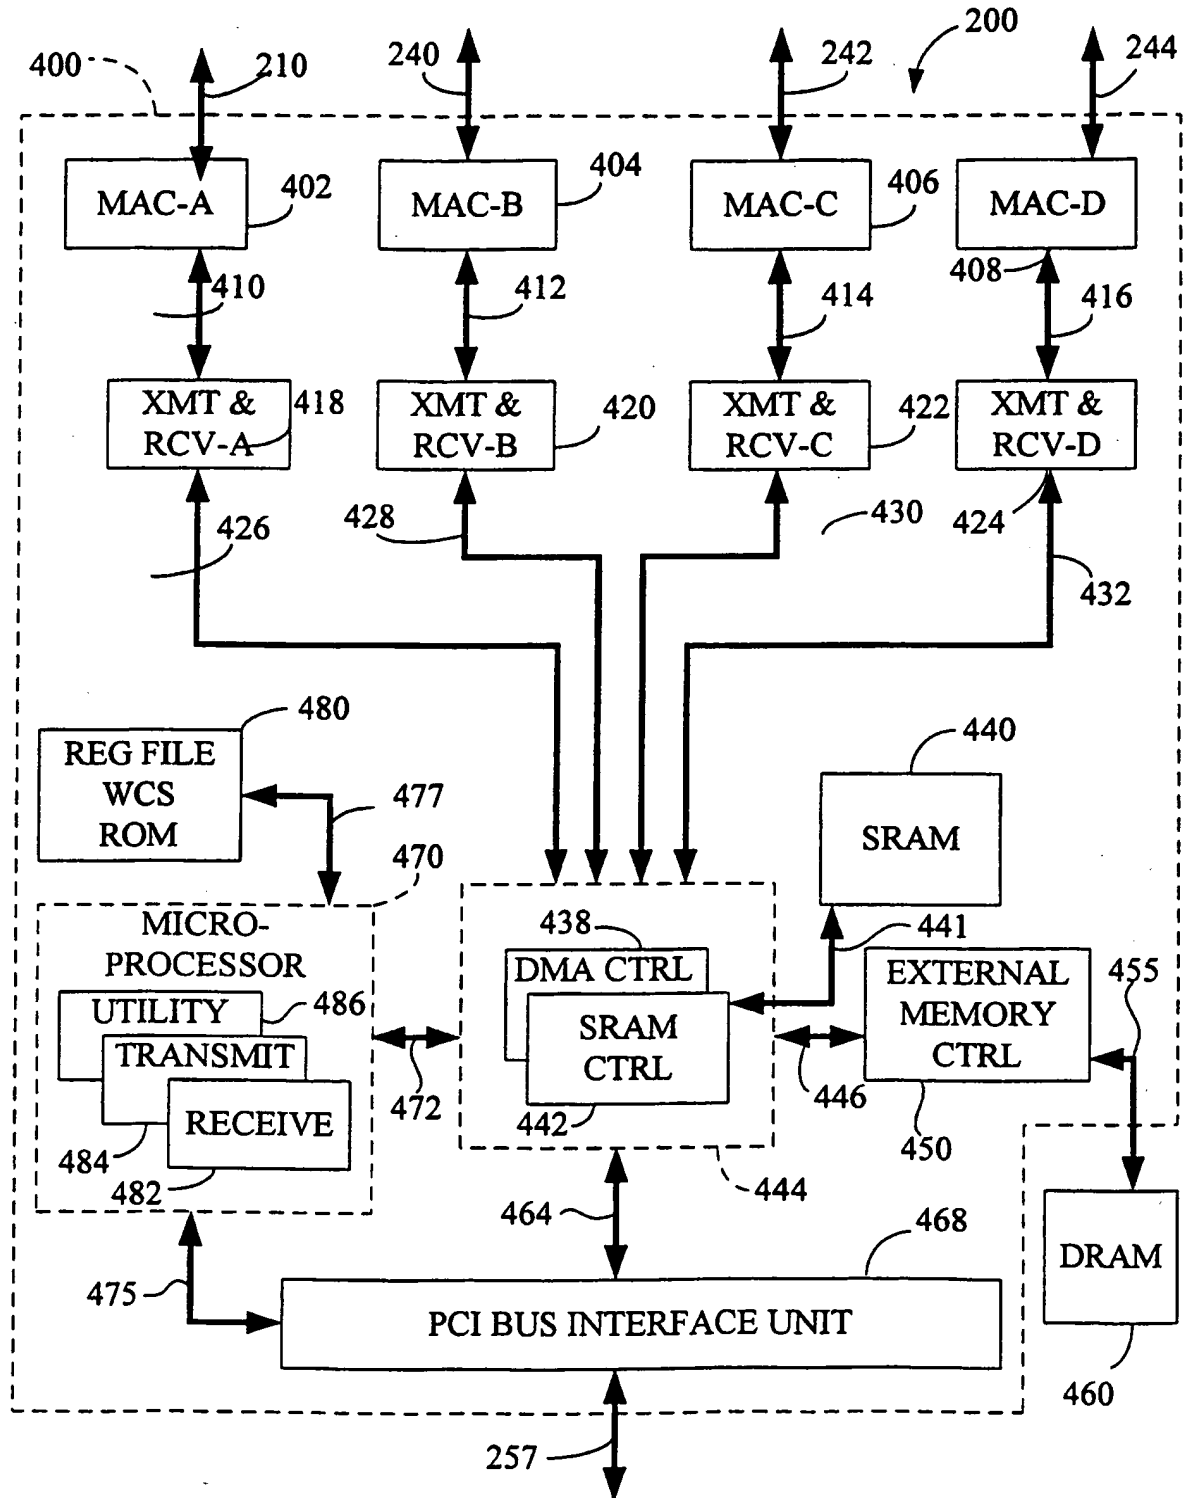 200
400
210
240
242
244
MAC-A
402
MAC-B
404
MAC-C
406
MAC-D
408
410
412
414
416
XMT &
RCV-A
418
XMT &
RCV-B
420
XMT &
RCV-C
422
XMT &
RCV-D
424
426
428
430
432
480
REG FILE
WCS
ROM
477
440
SRAM
441
470
MICRO-
PROCESSOR
UTILITY
486
TRANSMIT
484
RECEIVE
482
472
438
DMA CTRL
SRAM
CTRL
442
444
446
EXTERNAL
MEMORY
CTRL
450
455
DRAM
460
464
468
475
PCI BUS INTERFACE UNIT
257